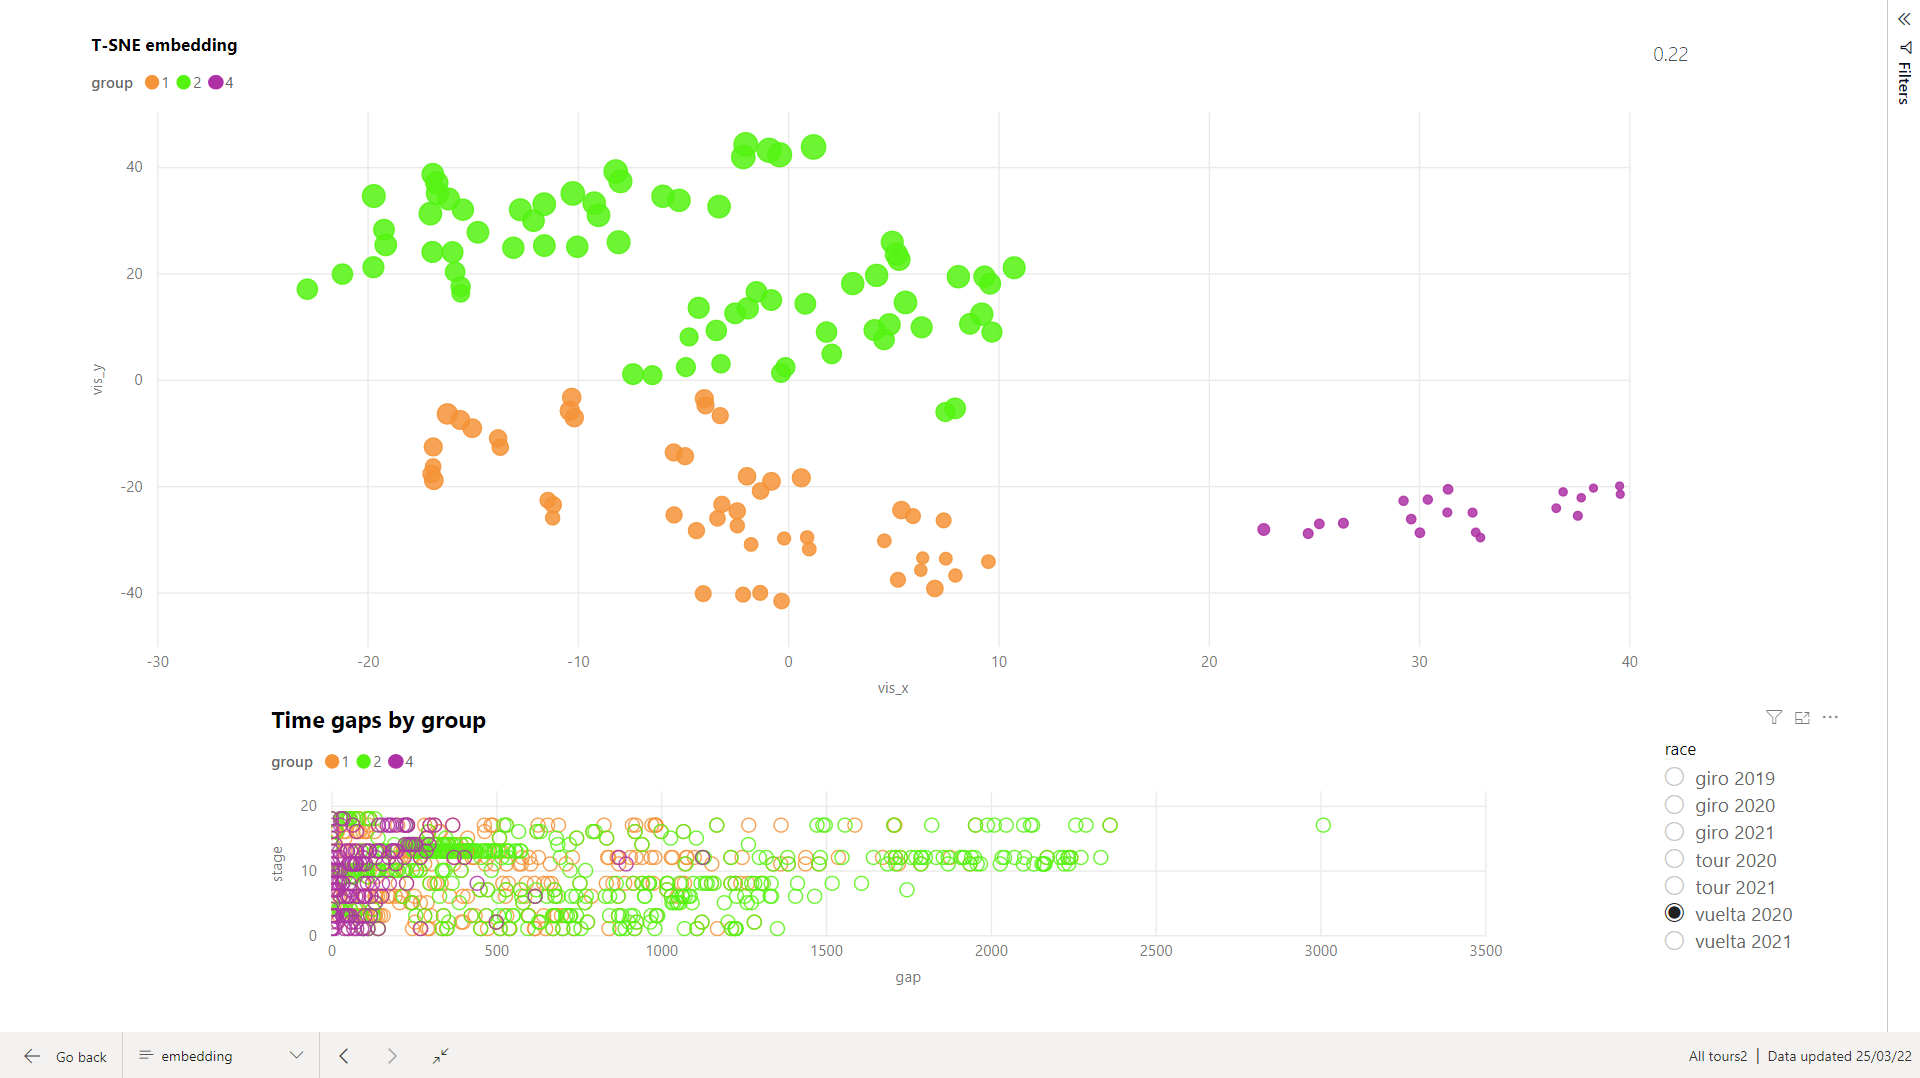 T-SNE embedding
0.22
group 1 2 4
Filters
40
20
0
-20
-40
vis_y
-30 -20 -10 0 10 20 30 40
vis_x
Time gaps by group
group 1 2 4
20
10
0
stage
0 500 1000 1500 2000 2500 3000 3500
gap
race
giro 2019
giro 2020
giro 2021
tour 2020
tour 2021
vuelta 2020
vuelta 2021
Go back embedding All tours2 | Data updated 25/03/22